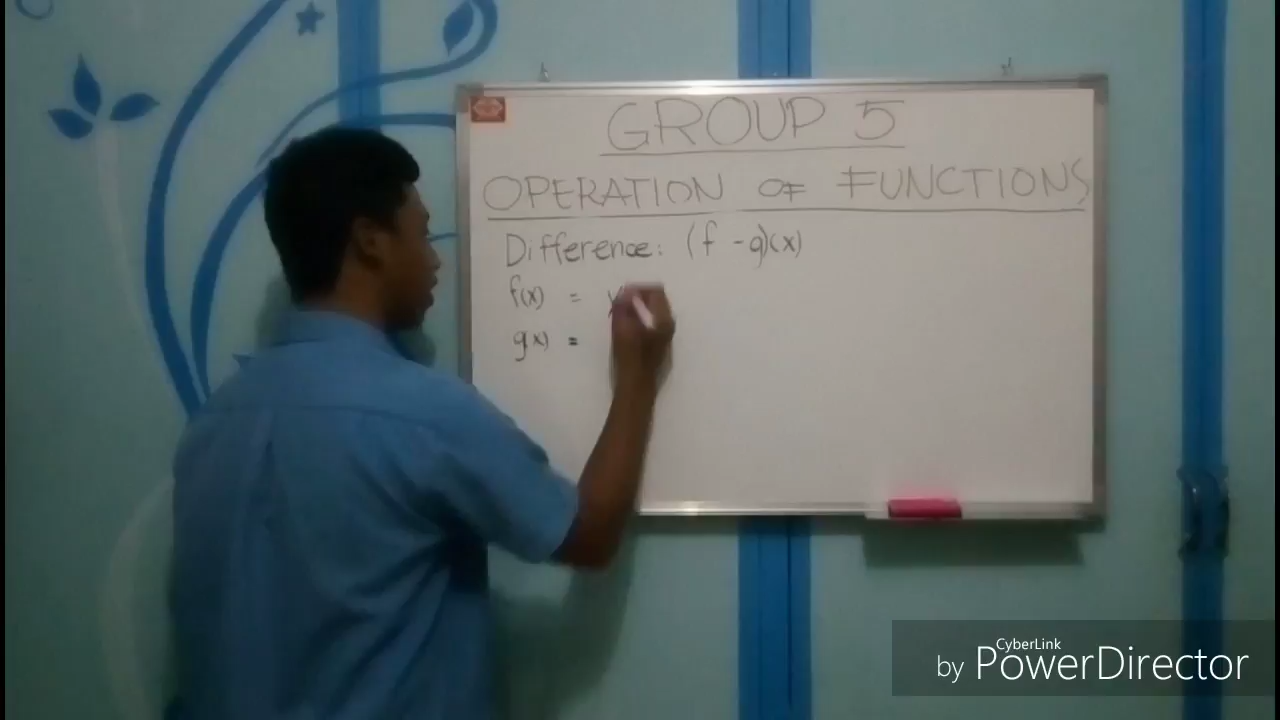 GROUP 5
OPERATION OF FUNCTIONS
Difference: (f - g)(x)
f(x) = x
g(x) =
CyberLink
by PowerDirector